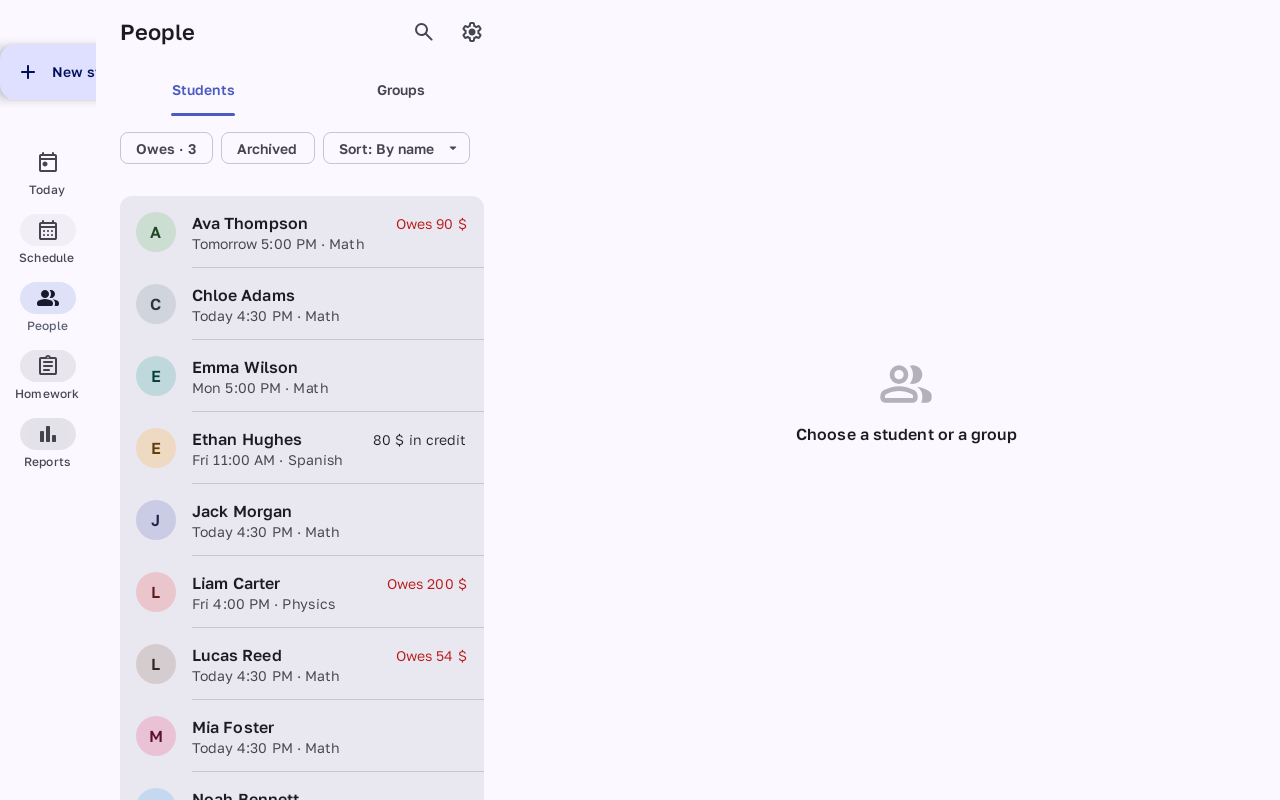 People
New s
Students
Groups
Owes · 3
Archived
Sort: By name
Today
Schedule
People
Homework
Reports
A
Ava Thompson
Owes 90 $
Tomorrow 5:00 PM · Math
C
Chloe Adams
Today 4:30 PM · Math
E
Emma Wilson
Mon 5:00 PM · Math
E
Ethan Hughes
80 $ in credit
Fri 11:00 AM · Spanish
J
Jack Morgan
Today 4:30 PM · Math
L
Liam Carter
Owes 200 $
Fri 4:00 PM · Physics
L
Lucas Reed
Owes 54 $
Today 4:30 PM · Math
M
Mia Foster
Today 4:30 PM · Math
Noah Bennett
Choose a student or a group